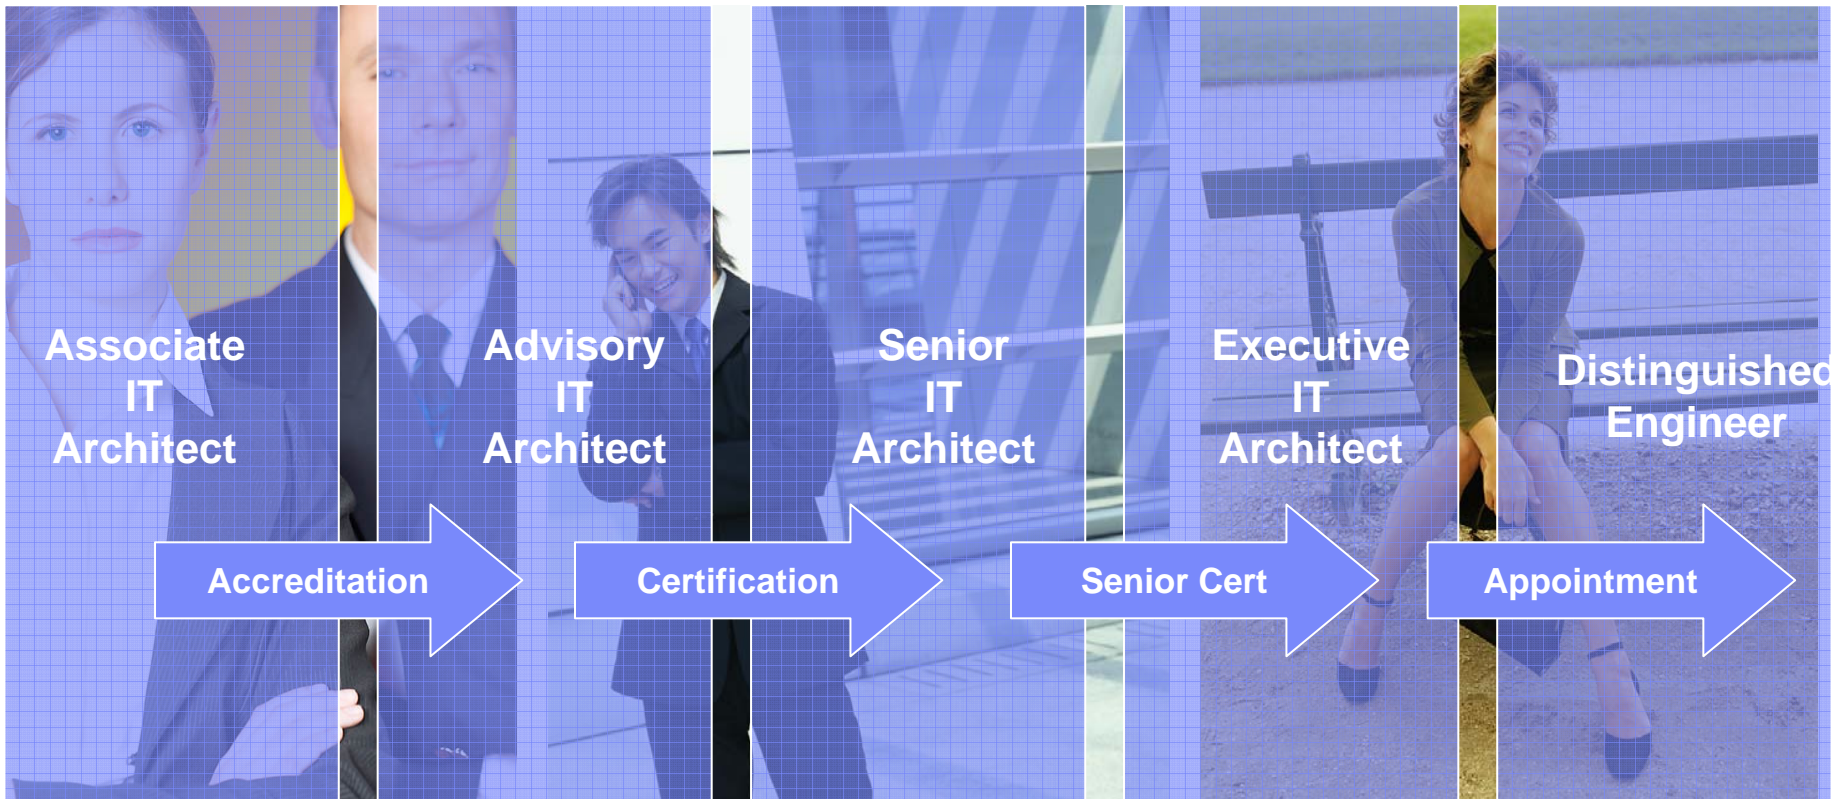 Associate
IT
Architect
Advisory
IT
Architect
Senior
IT
Architect
Executive
IT
Architect
Distinguished
Engineer
Accreditation
Certification
Senior Cert
Appointment